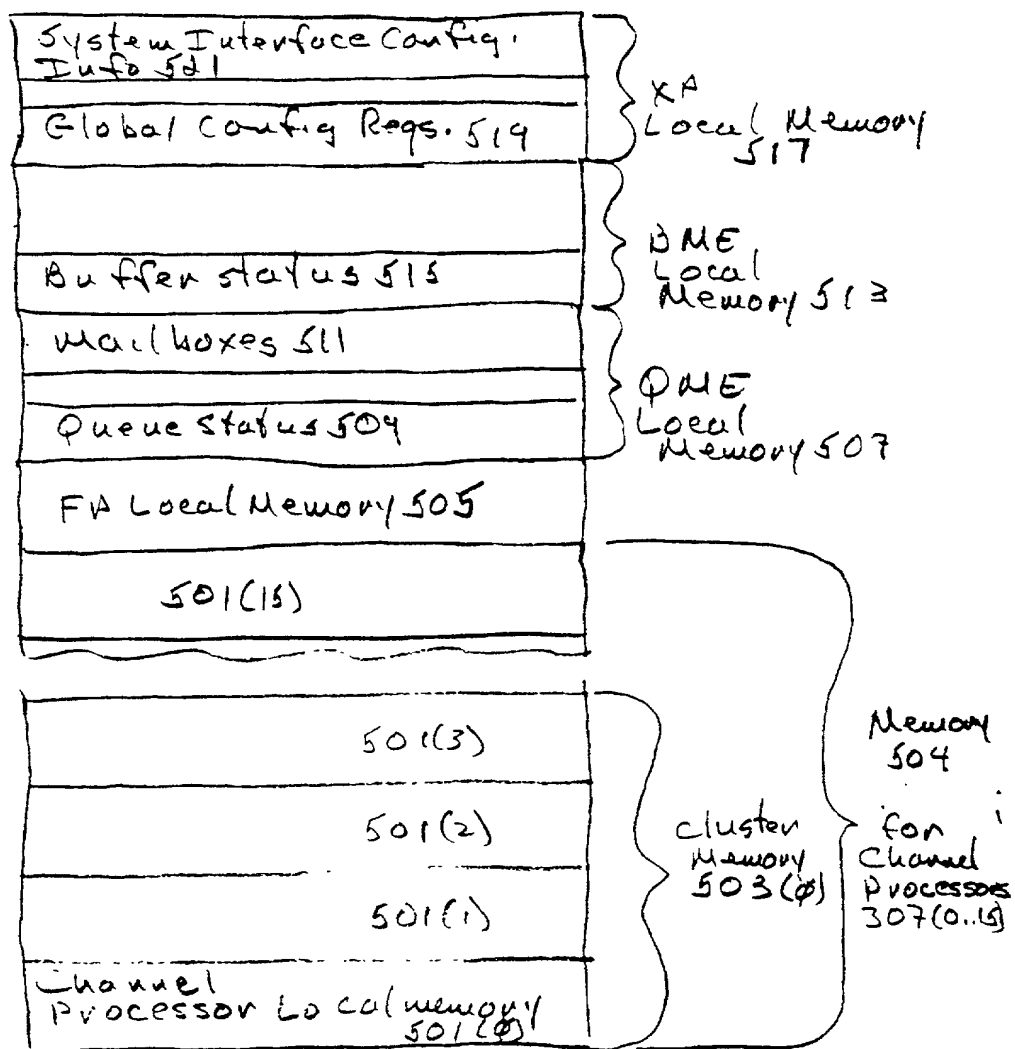 System Interface Config.
Info 521
Global Config Regs. 519
XP
Local Memory
517
Buffer status 515
BME
Local
Memory 513
Mailboxes 511
Queue Status 509
QME
Local
Memory 507
FP Local Memory 505
501(15)
501(3)
501(2)
501(1)
Channel
Processor Local memory
501(0)
cluster
Memory
503(0)
Memory
504
for
Channel
Processors
307(0..15)